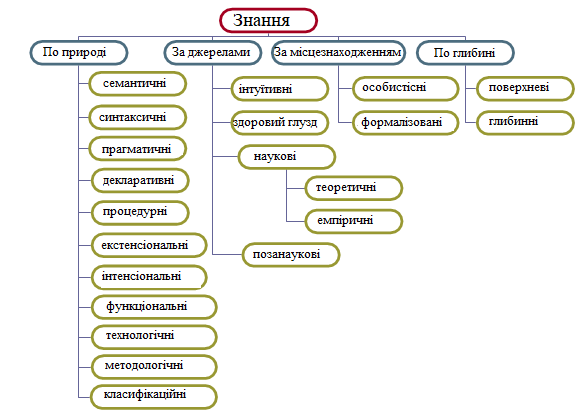 Знання
По природі
За джерелами
За місцезнаходженням
По глибині
семантичні
синтаксичні
прагматичні
декларативні
процедурні
екстенсіональні
інтенсіональні
функціональні
технологічні
методологічні
класифікаційні
інтуїтивні
здоровий глузд
наукові
теоретичні
емпіричні
позанаукові
особистісні
формалізовані
поверхневі
глибинні